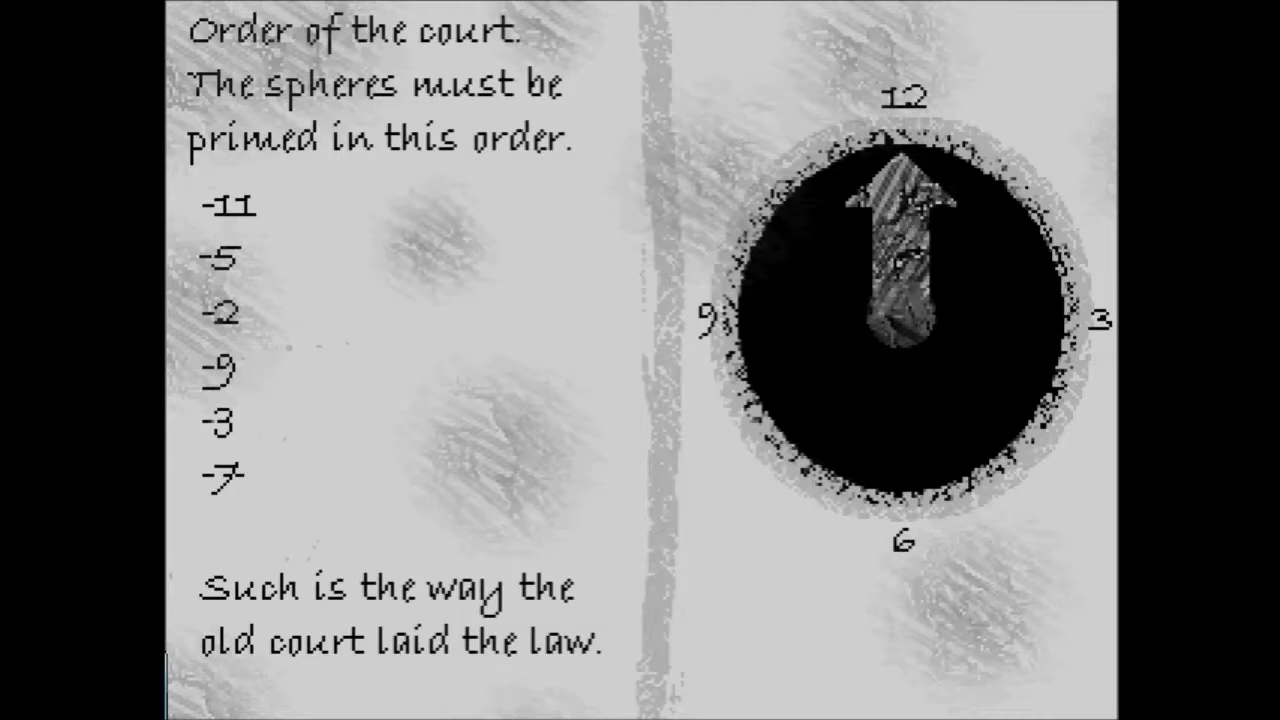 Order of the court.
The spheres must be
primed in this order.
-11
-5
-2
-9
-3
-7
Such is the way the
old court laid the law.
12
9
3
6